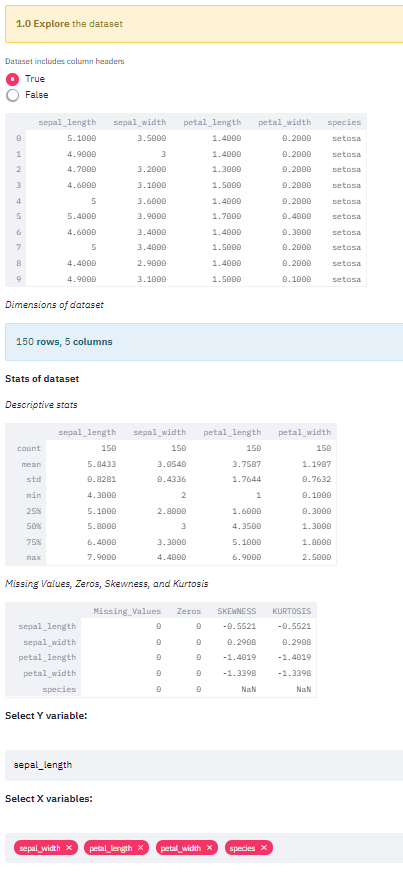 1.0 Explore the dataset
Dataset includes column headers
True
False
sepal_length sepal_width petal_length petal_width species
0 5.1000 3.5000 1.4000 0.2000 setosa
1 4.9000 3 1.4000 0.2000 setosa
2 4.7000 3.2000 1.3000 0.2000 setosa
3 4.6000 3.1000 1.5000 0.2000 setosa
4 5 3.6000 1.4000 0.2000 setosa
5 5.4000 3.9000 1.7000 0.4000 setosa
6 4.6000 3.4000 1.4000 0.3000 setosa
7 5 3.4000 1.5000 0.2000 setosa
8 4.4000 2.9000 1.4000 0.2000 setosa
9 4.9000 3.1000 1.5000 0.1000 setosa
Dimensions of dataset
150 rows, 5 columns
Stats of dataset
Descriptive stats
sepal_length sepal_width petal_length petal_width
count 150 150 150 150
mean 5.8433 3.0540 3.7587 1.1987
std 0.8281 0.4336 1.7644 0.7632
min 4.3000 2 1 0.1000
25% 5.1000 2.8000 1.6000 0.3000
50% 5.8000 3 4.3500 1.3000
75% 6.4000 3.3000 5.1000 1.8000
max 7.9000 4.4000 6.9000 2.5000
Missing Values, Zeros, Skewness, and Kurtosis
Missing_Values Zeros SKEWNESS KURTOSIS
sepal_length 0 0 -0.5521 -0.5521
sepal_width 0 0 0.2908 0.2908
petal_length 0 0 -1.4019 -1.4019
petal_width 0 0 -1.3398 -1.3398
species 0 0 NaN NaN
Select Y variable:
sepal_length
Select X variables:
sepal_width × petal_length × petal_width × species ×